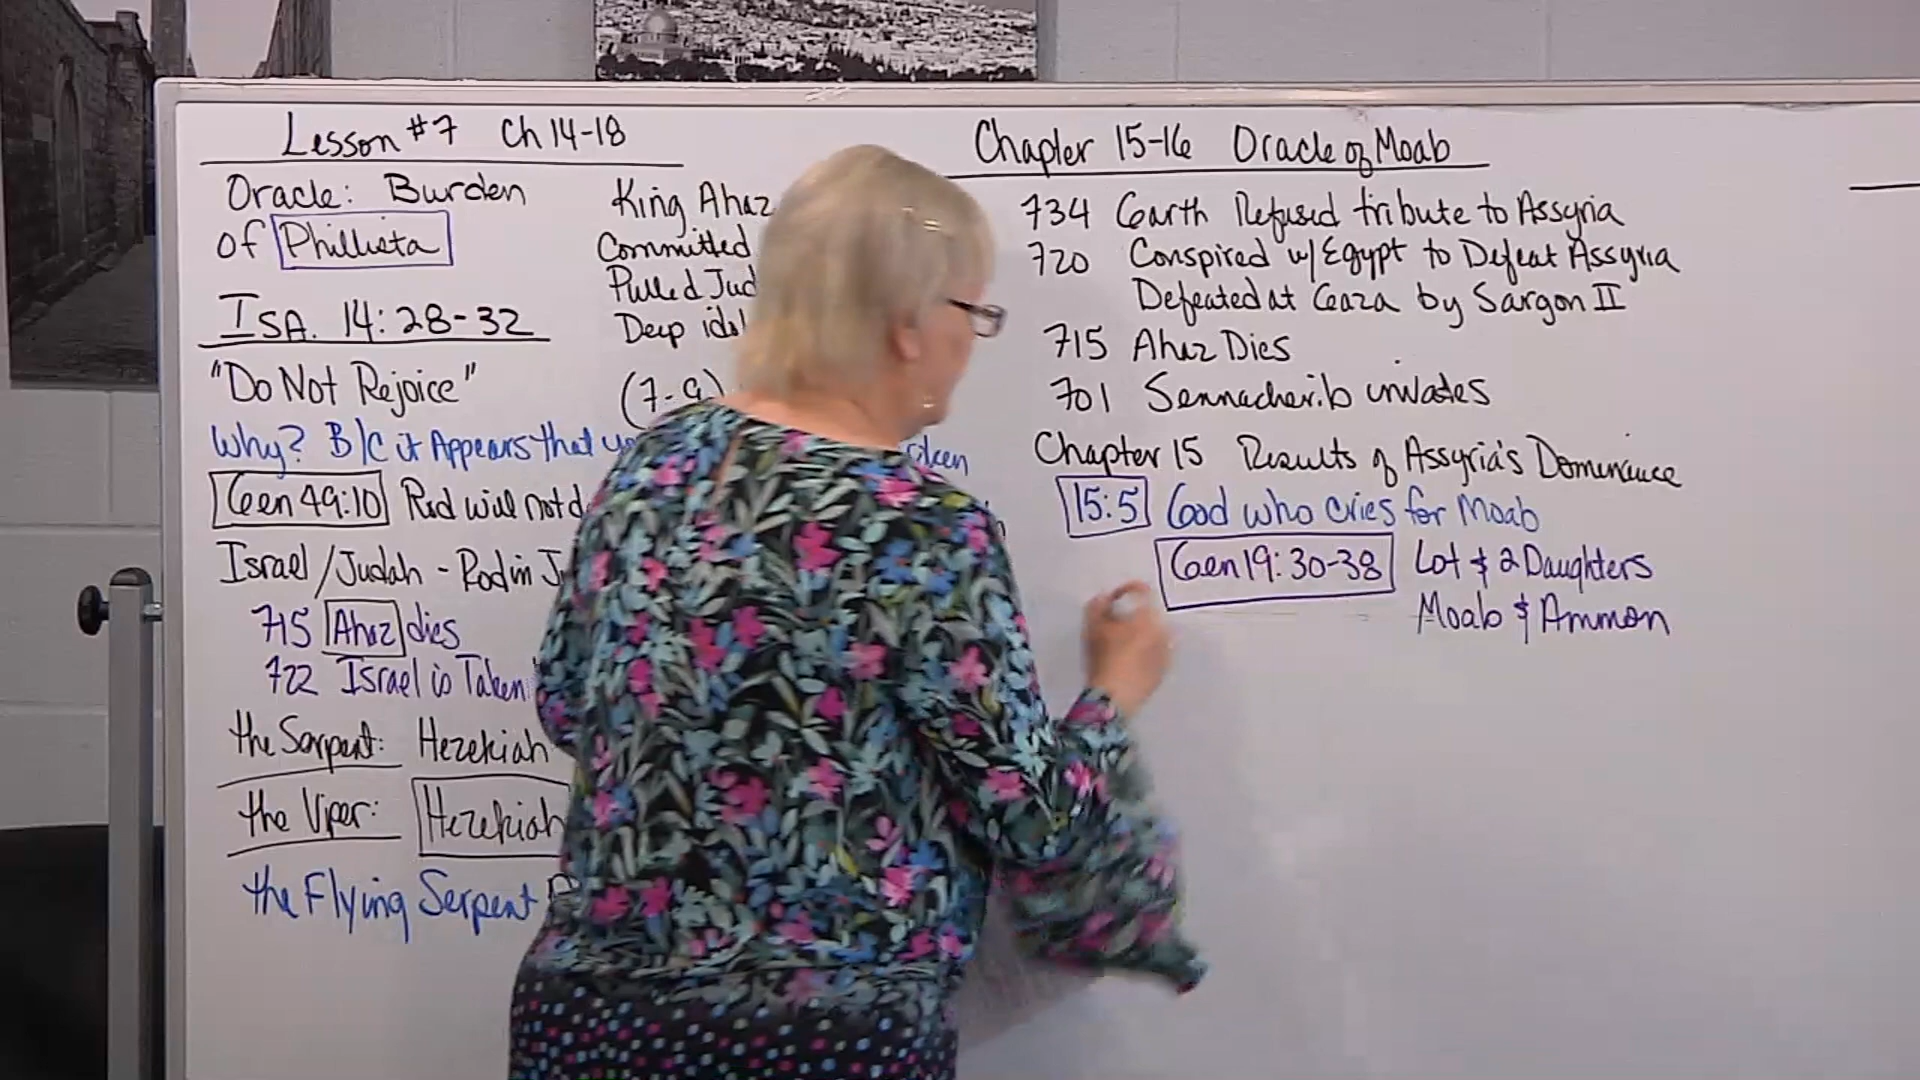 Lesson #7 Ch 14-18
Oracle: Burden
of Phillista
ISA. 14:28-32
"Do Not Rejoice"
Why? B/C it Appears that
Gen 49:10 Rod will not
Israel/Judah - Rod in
715 Ahaz dies
722 Israel is Taken
the Serpent: Hezekiah
the Viper: Hezekiah
the Flying Serpent
King Ahaz
Committed
Pulled Jud
Deep idol
(7-9)
Chapter 15-16 Oracle of Moab
734 Garth Refused tribute to Assyria
720 Conspired w/Egypt to Defeat Assyria
Defeated at Gaza by Sargon II
715 Ahaz Dies
701 Sennacherib invades
Chapter 15 Results of Assyria's Dominance
15:5 God who cries for Moab
Gen 19:30-38 Lot & 2 Daughters
Moab & Ammon